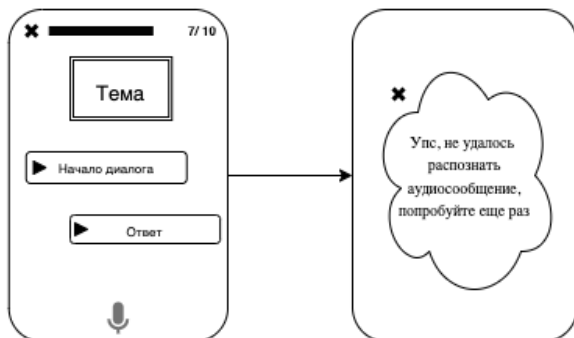 7/ 10
Тема
Начало диалога
Ответ
Упс, не удалось
распознать
аудиосообщение,
попробуйте еще раз